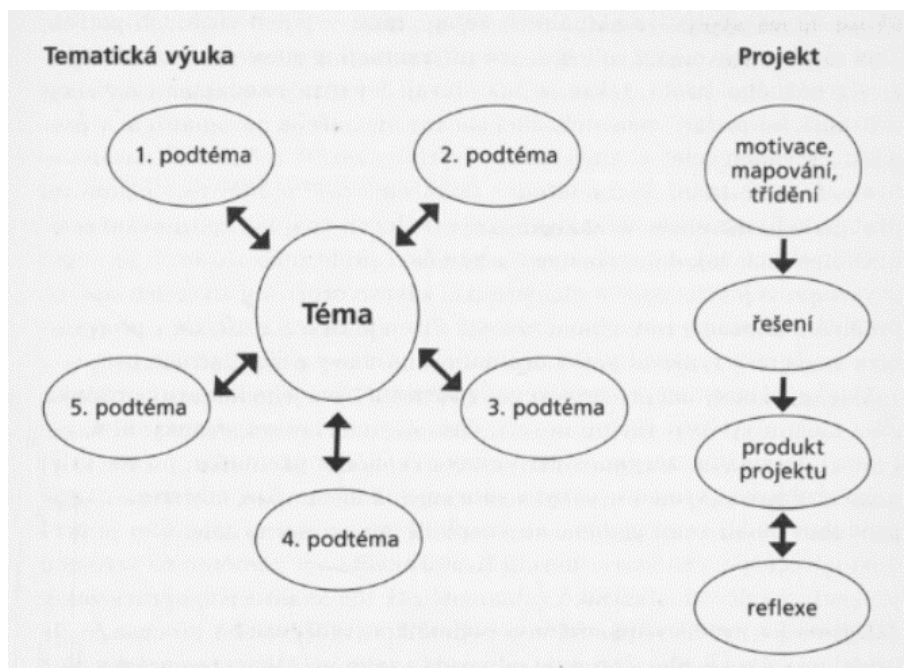 Tematická výuka
Projekt
1. podtéma
2. podtéma
motivace,
mapování,
třídění
Téma
řešení
5. podtéma
3. podtéma
produkt
projektu
4. podtéma
reflexe